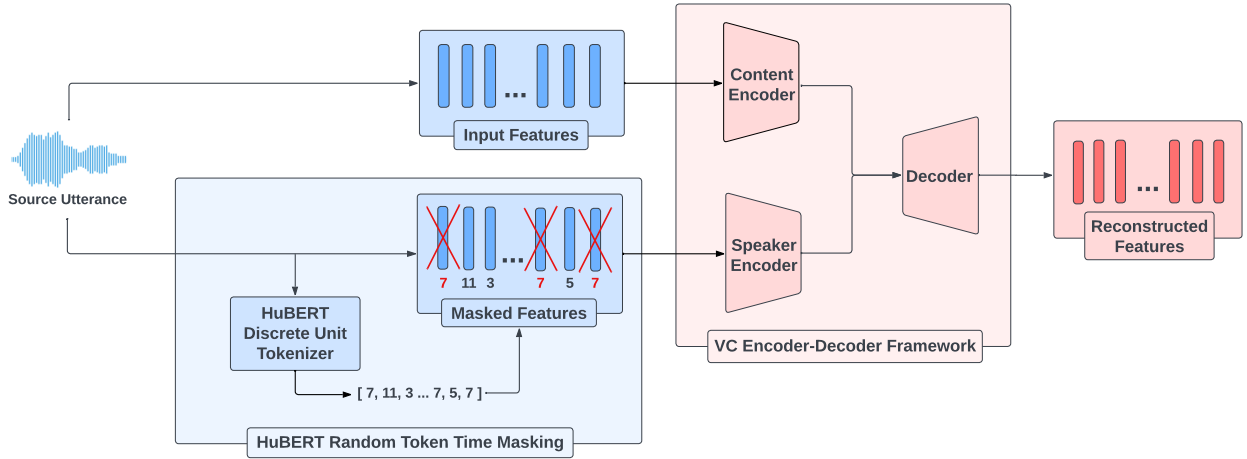 Source Utterance
...
Input Features
Content
Encoder
Decoder
...
Reconstructed
Features
...
7 11 3 7 5 7
Masked Features
Speaker
Encoder
HuBERT
Discrete Unit
Tokenizer
[ 7, 11, 3 ... 7, 5, 7 ]
HuBERT Random Token Time Masking
VC Encoder-Decoder Framework